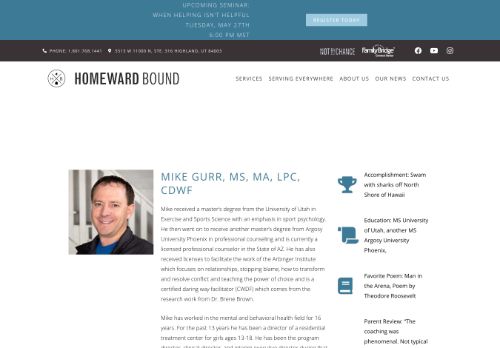 UPCOMING SEMINAR:
WHEN HELPING ISN'T HELPFUL
TUESDAY, MAY 27TH
6:00 PM MST
REGISTER TODAY
PHONE: 1.801.768.1441
5513 W 11000 N, STE. 316 HIGHLAND, UT 84003
NOT BY CHANCE
FamilyBridge
HOMEWARD BOUND
SERVICES
SERVING EVERYWHERE
ABOUT US
OUR NEWS
CONTACT US
MIKE GURR, MS, MA, LPC,
CDWF
Mike received a master's degree from the University of Utah in
Exercise and Sports Science with an emphasis in sport psychology.
He then went on to receive another master's degree from Argosy
University Phoenix in professional counseling and is currently a
licensed professional counselor in the State of AZ. He has also
received licenses to facilitate the work of the Arbinger Institute
which focuses on relationships, stopping blame, how to transform
and resolve conflict and teaching the power of choice and is a
certified daring way facilitator (CWDF) which comes from the
research work from Dr. Brene Brown.
Mike has worked in the mental and behavioral health field for 16
years. For the past 13 years he has been a director of a residential
treatment center for girls ages 13-18. He has been the program
Accomplishment: Swam
with sharks off North
Shore of Hawaii
Education: MS University
of Utah, another MS
Argosy University
Phoenix,
Favorite Poem: Man in
the Arena, Poem by
Theodore Roosevelt
Parent Review: "The
coaching was
phenomenal. Not typical